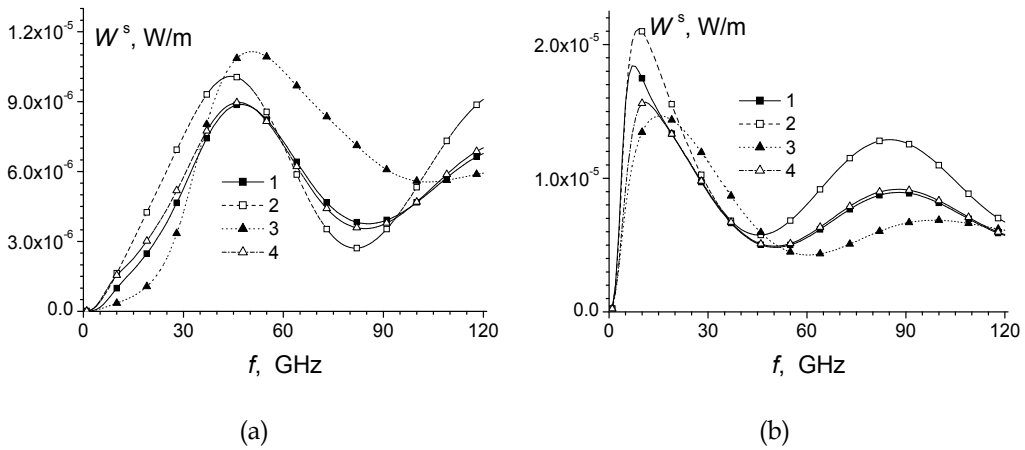 W s, W/m
1.2x10-5
9.0x10-6
6.0x10-6
3.0x10-6
0.0
1
2
3
4
0 30 60 90 120
f, GHz
(a)
W s, W/m
2.0x10-5
1.0x10-5
0.0
1
2
3
4
0 30 60 90 120
f, GHz
(b)